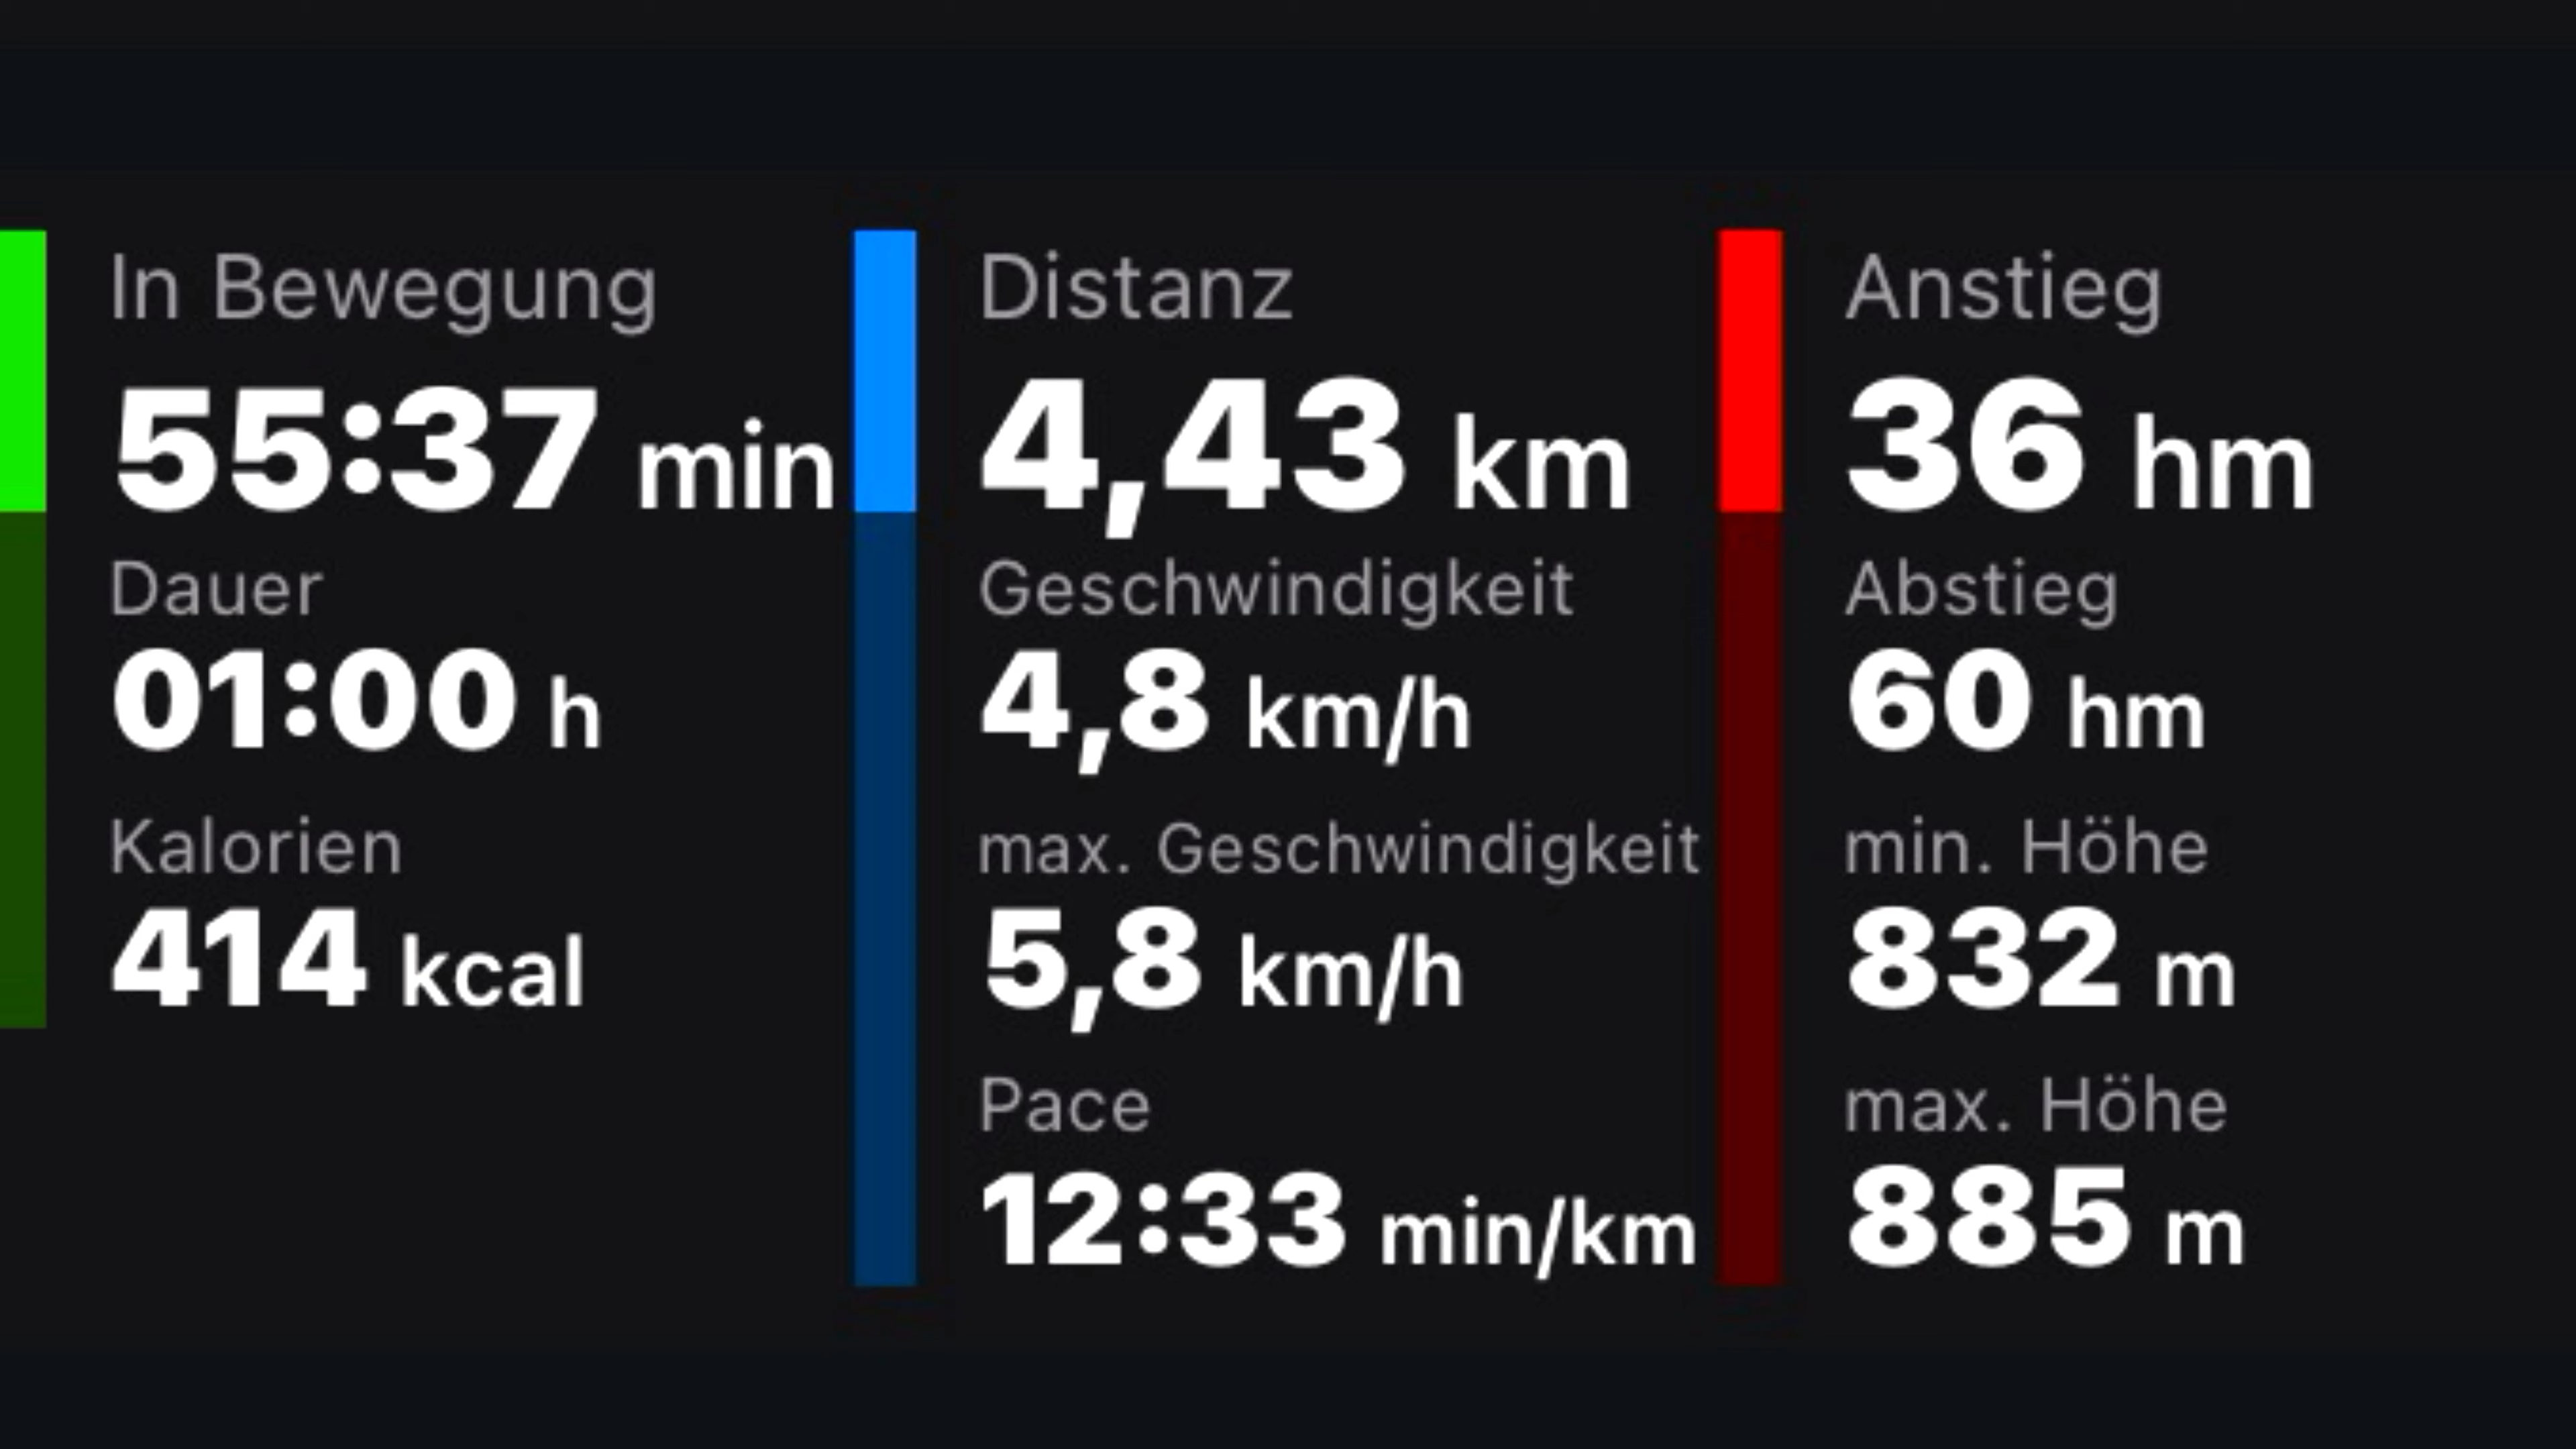 In Bewegung
55:37 min
Dauer
01:00 h
Kalorien
414 kcal
Distanz
4,43 km
Geschwindigkeit
4,8 km/h
max. Geschwindigkeit
5,8 km/h
Pace
12:33 min/km
Anstieg
36 hm
Abstieg
60 hm
min. Höhe
832 m
max. Höhe
885 m